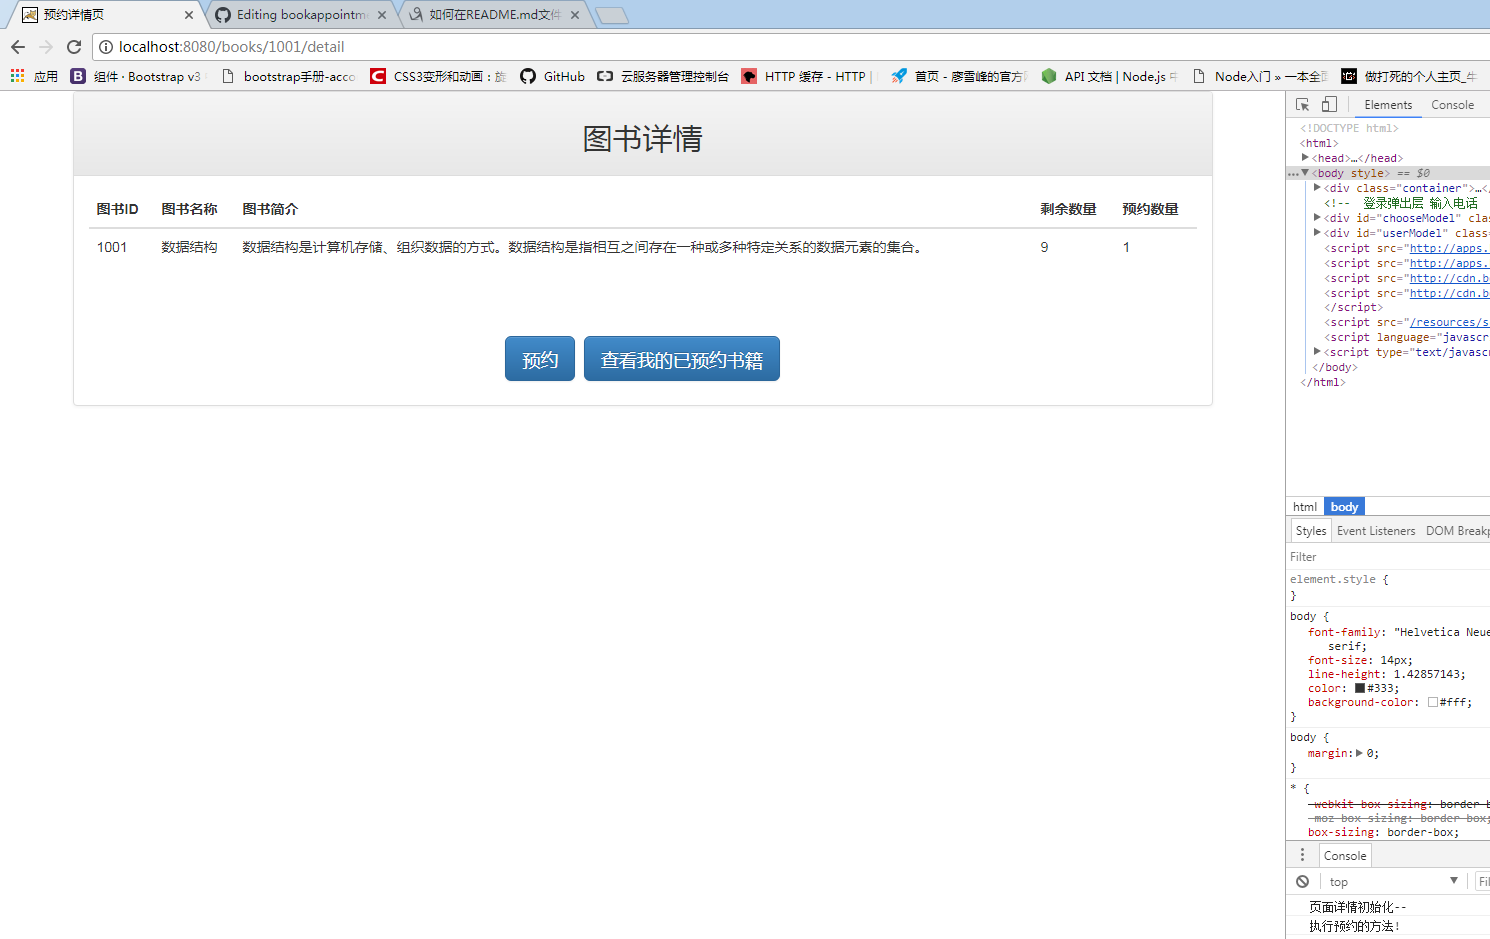 预约详情页
Editing bookappointme
如何在README.md文件
localhost:8080/books/1001/detail
应用 组件 · Bootstrap v3 bootstrap手册-acco CSS3变形和动画：旋 GitHub 云服务器管理控制台 HTTP 缓存 - HTTP | 首页 - 廖雪峰的官方网 API 文档 | Node.js 中 Node入门 » 一本全面 做打死的个人主页_牛
图书详情
图书ID 图书名称 图书简介 剩余数量 预约数量
1001 数据结构 数据结构是计算机存储、组织数据的方式。数据结构是指相互之间存在一种或多种特定关系的数据元素的集合。 9 1
预约 查看我的已预约书籍
Elements Console
<!DOCTYPE html>
<html>
<head>…</head>
<body style> == $0
<div class="container">…</
<!-- 登录弹出层 输入电话
<div id="chooseModel" clas
<div id="userModel" class=
<script src="http://apps.
<script src="http://apps.
<script src="http://cdn.b
<script src="http://cdn.b
</script>
<script src="/resources/s
<script language="javascr
<script type="text/javasc
</body>
</html>
html body
Styles Event Listeners DOM Breakp
Filter
element.style {
}
body {
font-family: "Helvetica Neue
serif;
font-size: 14px;
line-height: 1.42857143;
color: #333;
background-color: #fff;
}
body {
margin: 0;
}
* {
-webkit-box-sizing: border-b
-moz-box-sizing: border-box;
box-sizing: border-box;
Console
top Fil
页面详情初始化--
执行预约的方法!